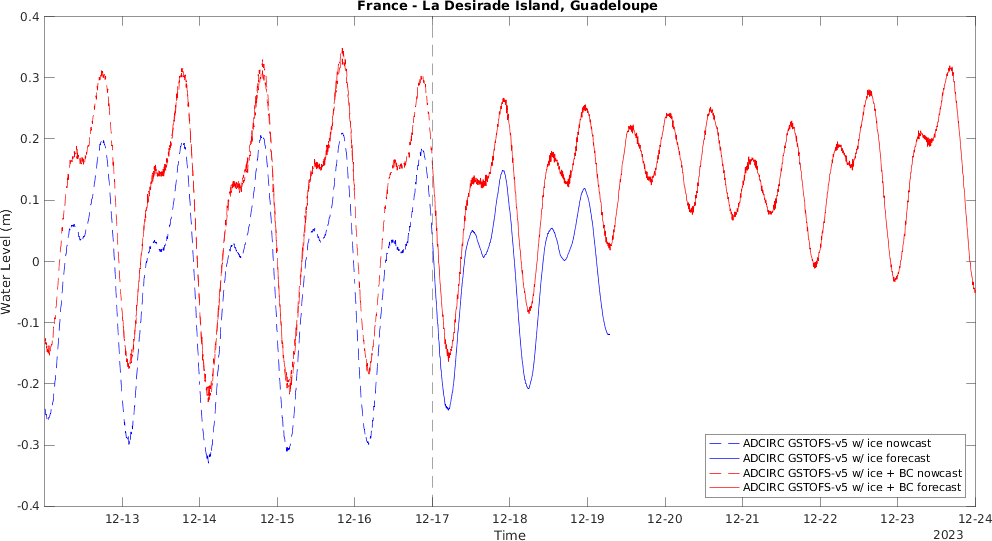 France - La Desirade Island, Guadeloupe
0.4
0.3
0.2
0.1
0
-0.1
-0.2
-0.3
-0.4
Water Level (m)
12-13 12-14 12-15 12-16 12-17 12-18 12-19 12-20 12-21 12-22 12-23 12-24
Time
2023
ADCIRC GSTOFS-v5 w/ ice nowcast
ADCIRC GSTOFS-v5 w/ ice forecast
ADCIRC GSTOFS-v5 w/ ice + BC nowcast
ADCIRC GSTOFS-v5 w/ ice + BC forecast